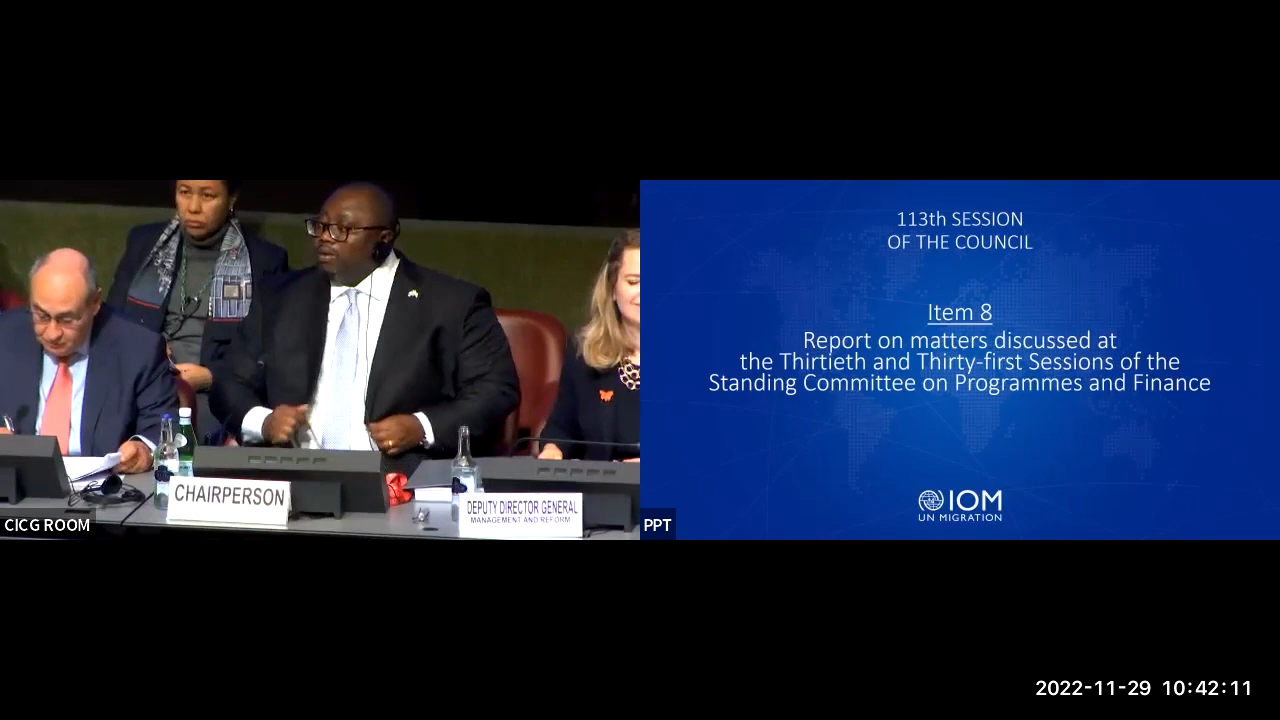 CHAIRPERSON
DEPUTY DIRECTOR GENERAL
MANAGEMENT AND REFORM
CICG ROOM
113th SESSION
OF THE COUNCIL
Item 8
Report on matters discussed at
the Thirtieth and Thirty-first Sessions of the
Standing Committee on Programmes and Finance
IOM
UN MIGRATION
PPT
2022-11-29 10:42:11